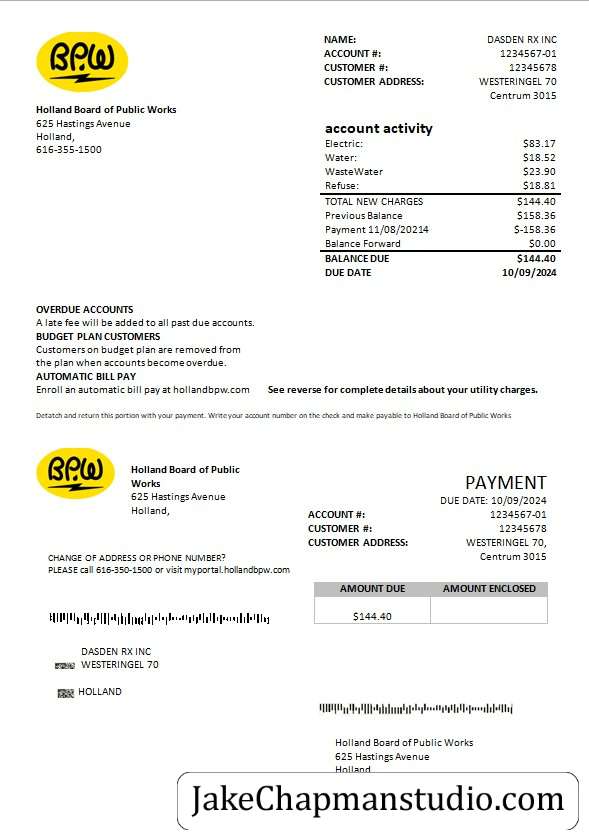 BPW
Holland Board of Public Works
625 Hastings Avenue
Holland,
616-355-1500
NAME: DASDEN RX INC
ACCOUNT #: 1234567-01
CUSTOMER #: 12345678
CUSTOMER ADDRESS: WESTERINGEL 70
Centrum 3015
account activity
Electric: $83.17
Water: $18.52
WasteWater $23.90
Refuse: $18.81
TOTAL NEW CHARGES $144.40
Previous Balance $158.36
Payment 11/08/20214 $-158.36
Balance Forward $0.00
BALANCE DUE $144.40
DUE DATE 10/09/2024
OVERDUE ACCOUNTS
A late fee will be added to all past due accounts.
BUDGET PLAN CUSTOMERS
Customers on budget plan are removed from
the plan when accounts become overdue.
AUTOMATIC BILL PAY
Enroll an automatic bill pay at hollandbpw.com See reverse for complete details about your utility charges.
Detatch and return this portion with your payment. Write your account number on the check and make payable to Holland Board of Public Works
BPW
Holland Board of Public
Works
625 Hastings Avenue
Holland,
PAYMENT
DUE DATE: 10/09/2024
ACCOUNT #: 1234567-01
CUSTOMER #: 12345678
CUSTOMER ADDRESS: WESTERINGEL 70,
Centrum 3015
CHANGE OF ADDRESS OR PHONE NUMBER?
PLEASE call 616-350-1500 or visit myportal.hollandbpw.com
AMOUNT DUE AMOUNT ENCLOSED
$144.40
DASDEN RX INC
WESTERINGEL 70
HOLLAND
Holland Board of Public Works
625 Hastings Avenue
Holland
JakeChapmanstudio.com